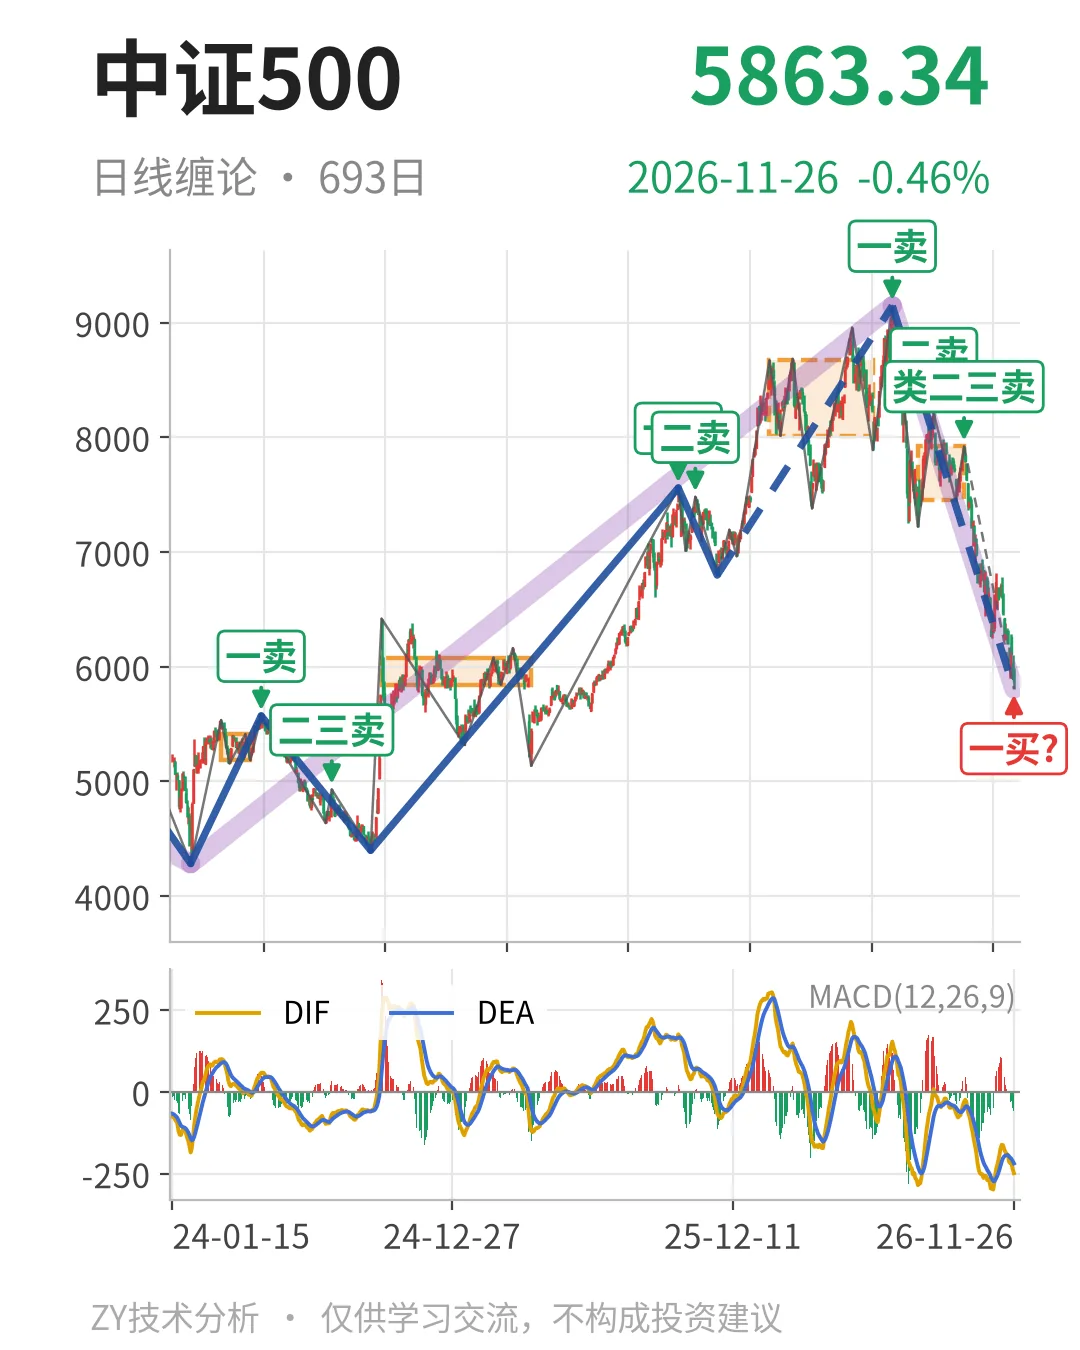 中证500
5863.34
日线缠论 · 693日
2026-11-26 -0.46%
一卖
二卖
类二三卖
二卖
一卖
二三卖
一买?
9000
8000
7000
6000
5000
4000
DIF
DEA
MACD(12,26,9)
250
0
-250
24-01-15
24-12-27
25-12-11
26-11-26
ZY技术分析 · 仅供学习交流，不构成投资建议